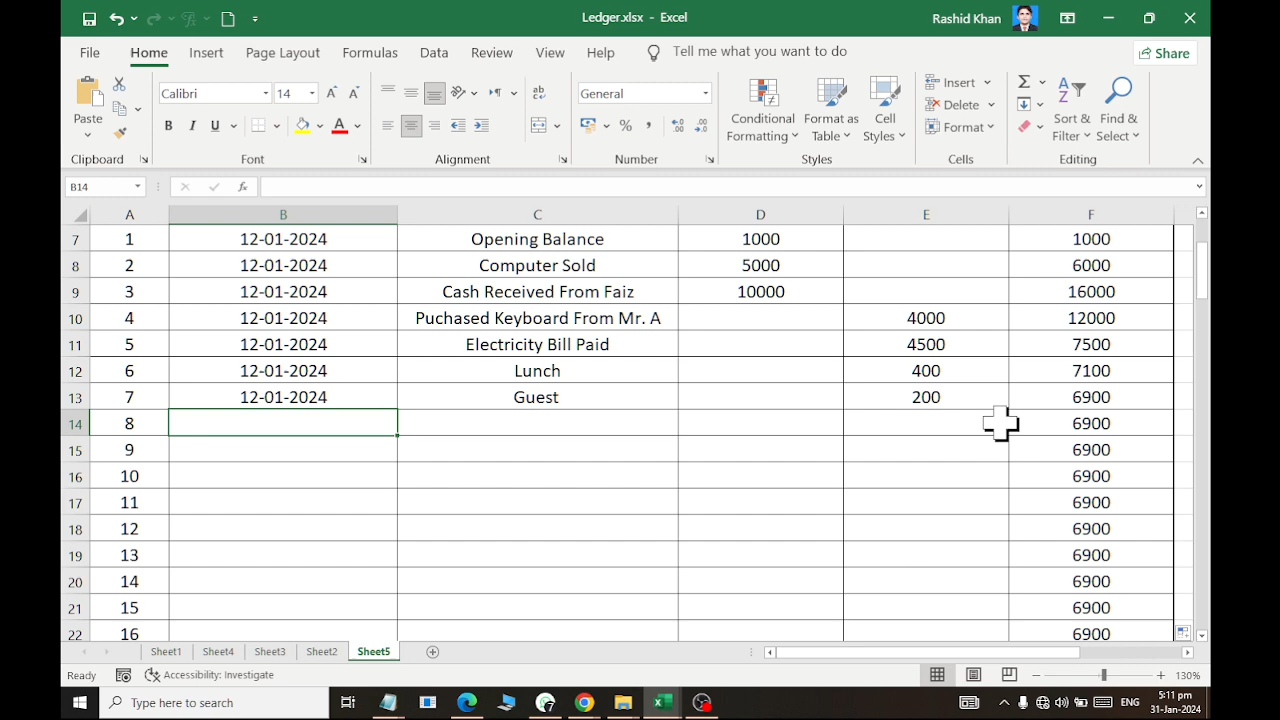 Ledger.xlsx - Excel
Rashid Khan
File Home Insert Page Layout Formulas Data Review View Help Tell me what you want to do Share
Paste
Calibri 14
B I U A
General
Conditional Formatting
Format as Table
Cell Styles
Insert
Delete
Format
Sort & Filter
Find & Select
Clipboard Font Alignment Number Styles Cells Editing
B14 fx
A B C D E F
7 1 12-01-2024 Opening Balance 1000 1000
8 2 12-01-2024 Computer Sold 5000 6000
9 3 12-01-2024 Cash Received From Faiz 10000 16000
10 4 12-01-2024 Puchased Keyboard From Mr. A 4000 12000
11 5 12-01-2024 Electricity Bill Paid 4500 7500
12 6 12-01-2024 Lunch 400 7100
13 7 12-01-2024 Guest 200 6900
14 8 6900
15 9 6900
16 10 6900
17 11 6900
18 12 6900
19 13 6900
20 14 6900
21 15 6900
22 16 6900
Sheet1 Sheet4 Sheet3 Sheet2 Sheet5
Ready Accessibility: Investigate 130%
Type here to search
ENG
5:11 pm
31-Jan-2024